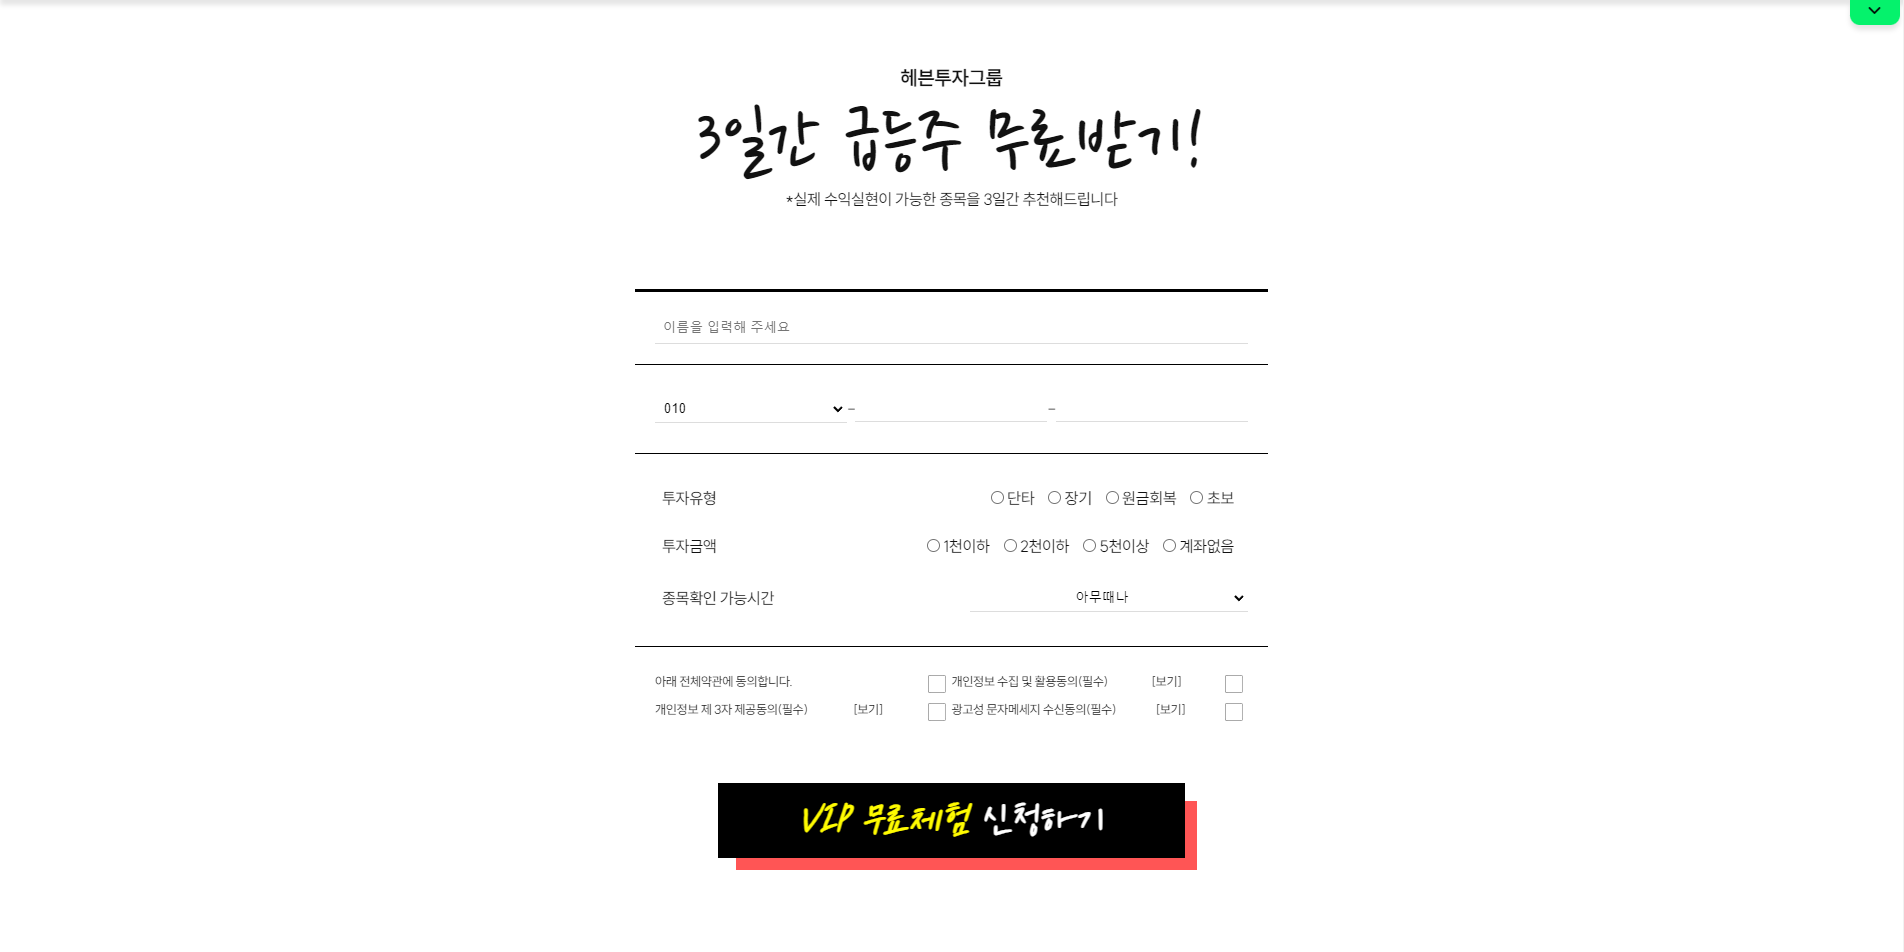 헤븐투자그룹
3일간 급등주 무료받기!
*실제 수익실현이 가능한 종목을 3일간 추천해드립니다
이름을 입력해 주세요
010 - -
투자유형 단타 장기 원금회복 초보
투자금액 1천이하 2천이하 5천이상 계좌없음
종목확인 가능시간 아무때나
아래 전체약관에 동의합니다. 개인정보 수집 및 활용동의(필수) [보기]
개인정보 제 3자 제공동의(필수) [보기] 광고성 문자메세지 수신동의(필수) [보기]
VIP 무료체험 신청하기